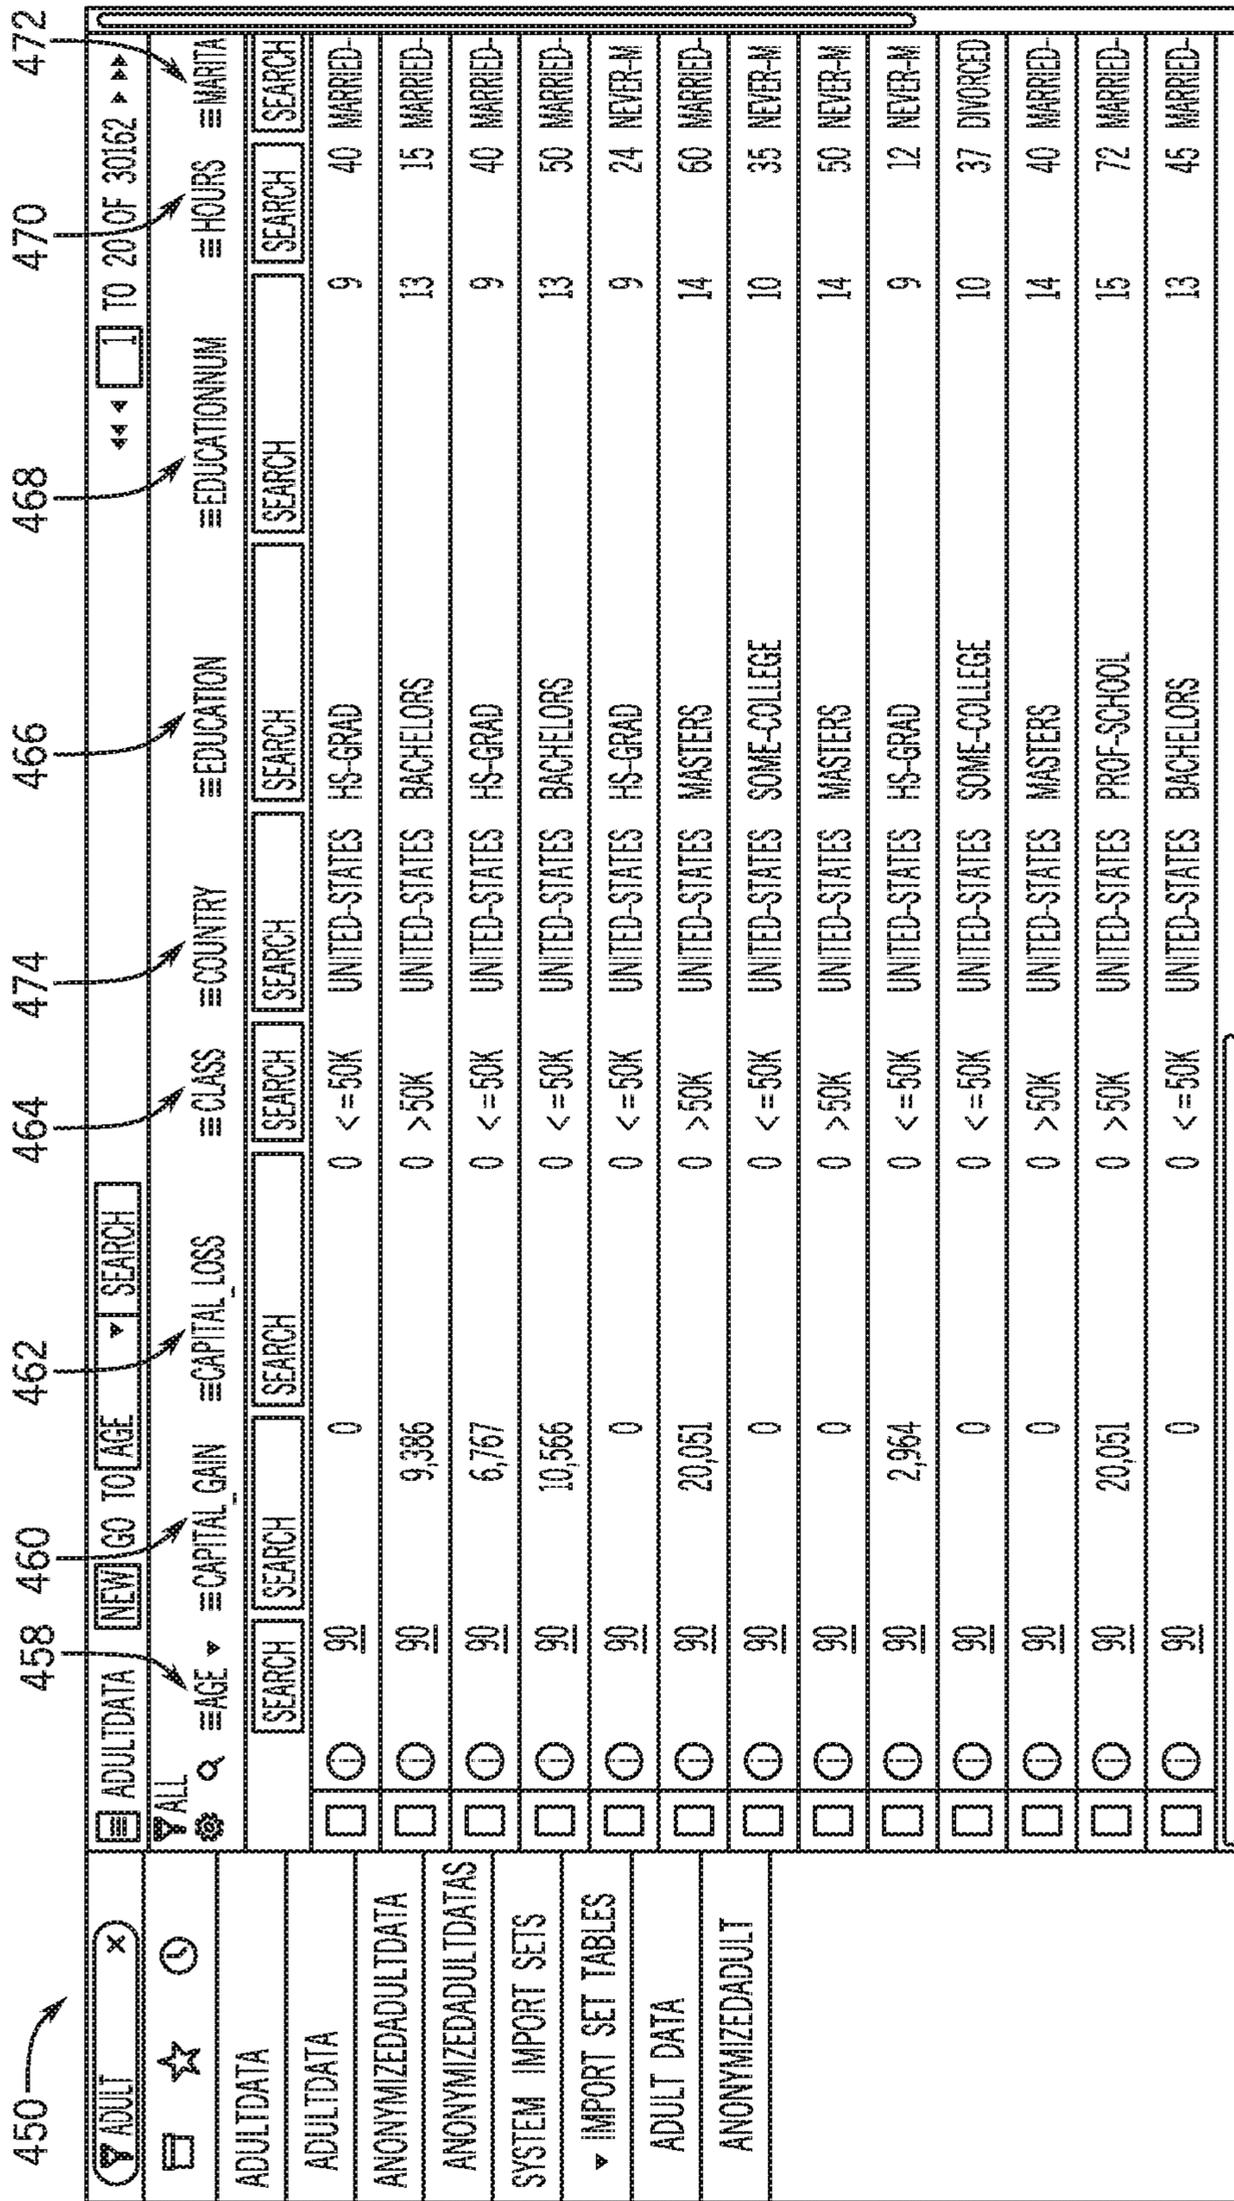 450
458 460 462 464 474 466 468 470 472
ADULT X
ADULTDATA NEW GO TO AGE SEARCH 1 TO 20 OF 30162
ALL
AGE CAPITAL_GAIN CAPITAL_LOSS CLASS COUNTRY EDUCATION EDUCATIONNUM HOURS MARITA
SEARCH SEARCH SEARCH SEARCH SEARCH SEARCH SEARCH SEARCH SEARCH
90 0 0 <=50K UNITED-STATES HS-GRAD 9 40 MARRIED-
90 9,386 0 >50K UNITED-STATES BACHELORS 13 15 MARRIED-
90 6,767 0 <=50K UNITED-STATES HS-GRAD 9 40 MARRIED-
90 10,566 0 <=50K UNITED-STATES BACHELORS 13 50 MARRIED-
90 0 0 <=50K UNITED-STATES HS-GRAD 9 24 NEVER-M
90 20,051 0 >50K UNITED-STATES MASTERS 14 60 MARRIED-
90 0 0 <=50K UNITED-STATES SOME-COLLEGE 10 35 NEVER-M
90 0 0 >50K UNITED-STATES MASTERS 14 50 NEVER-M
90 2,964 0 <=50K UNITED-STATES HS-GRAD 9 12 NEVER-M
90 0 0 <=50K UNITED-STATES SOME-COLLEGE 10 37 DIVORCED
90 0 0 >50K UNITED-STATES MASTERS 14 40 MARRIED-
90 20,051 0 >50K UNITED-STATES PROF-SCHOOL 15 72 MARRIED-
90 0 0 <=50K UNITED-STATES BACHELORS 13 45 MARRIED-
ADULTDATA
ADULTDATA
ANONYMIZEDADULTDATA
ANONYMIZEDADULTDATAS
SYSTEM IMPORT SETS
IMPORT SET TABLES
ADULT DATA
ANONYMIZEDADULT